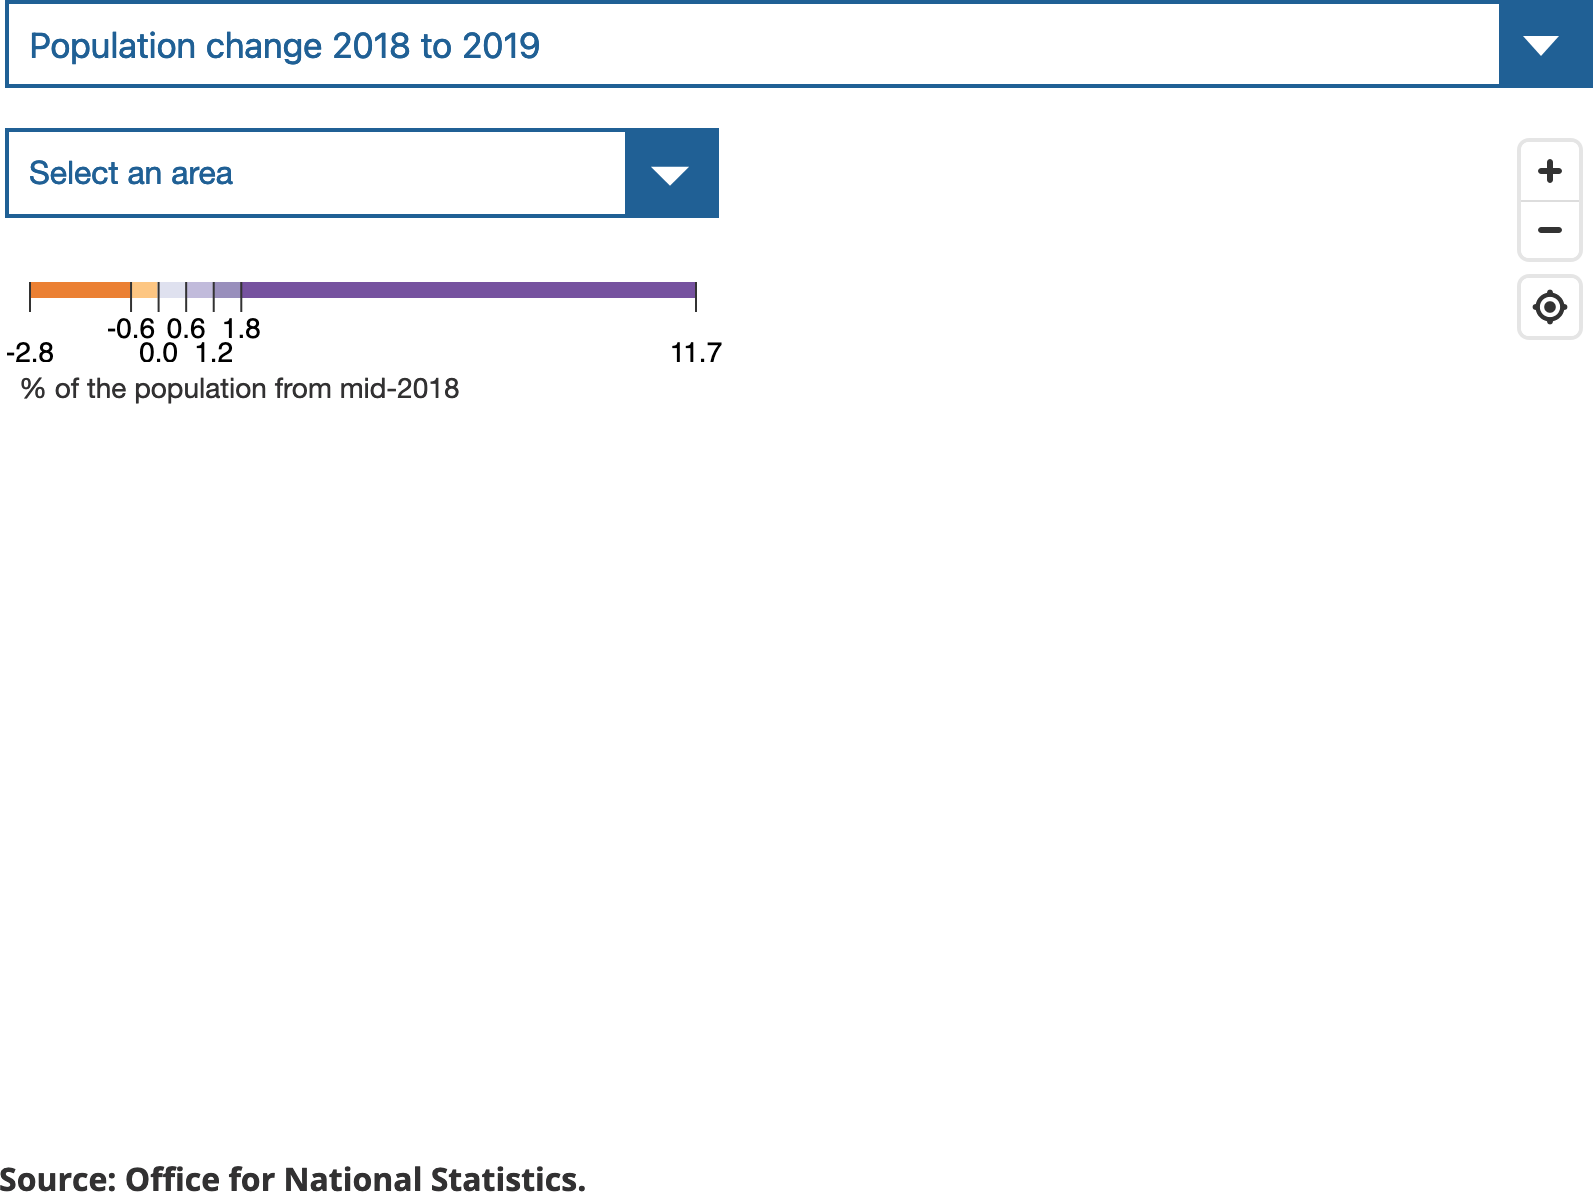 Population change 2018 to 2019
Select an area
-0.6 0.6 1.8
-2.8 0.0 1.2 11.7
% of the population from mid-2018
Source: Office for National Statistics.